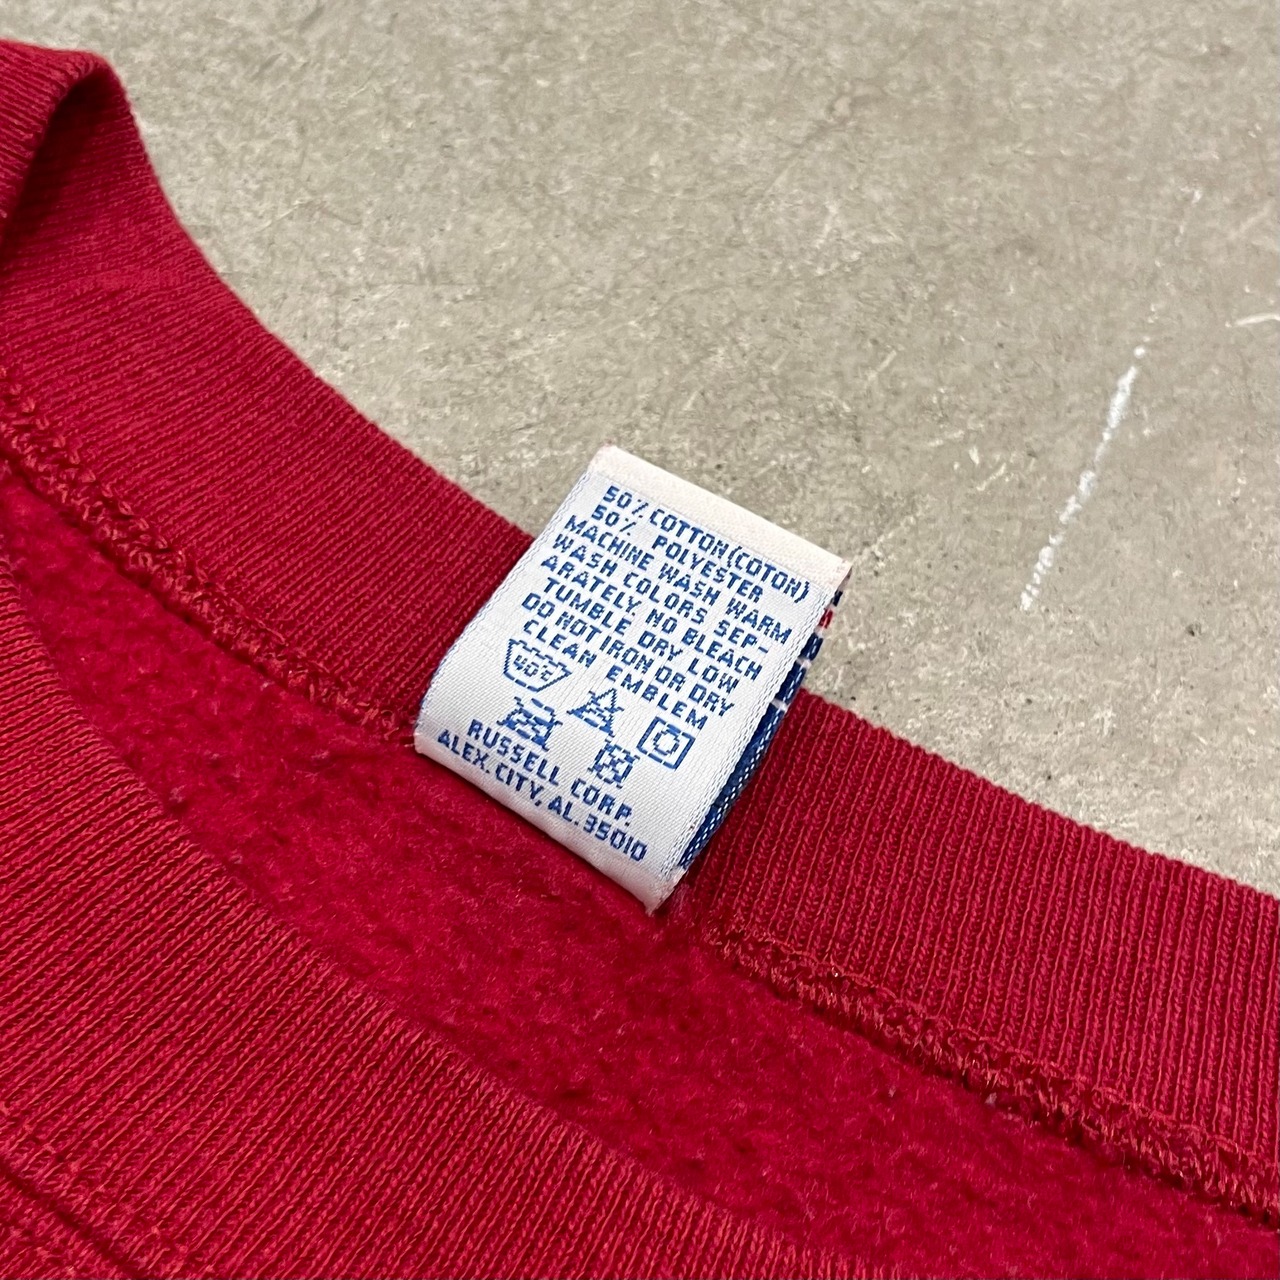 50% COTTON (COTON)
50% POLYESTER
MACHINE WASH WARM
WASH COLORS SEP-
ARATELY. NO BLEACH
TUMBLE DRY LOW
DO NOT IRON OR DRY
CLEAN EMBLEM
40°C
RUSSELL CORP.
ALEX. CITY, AL. 35010